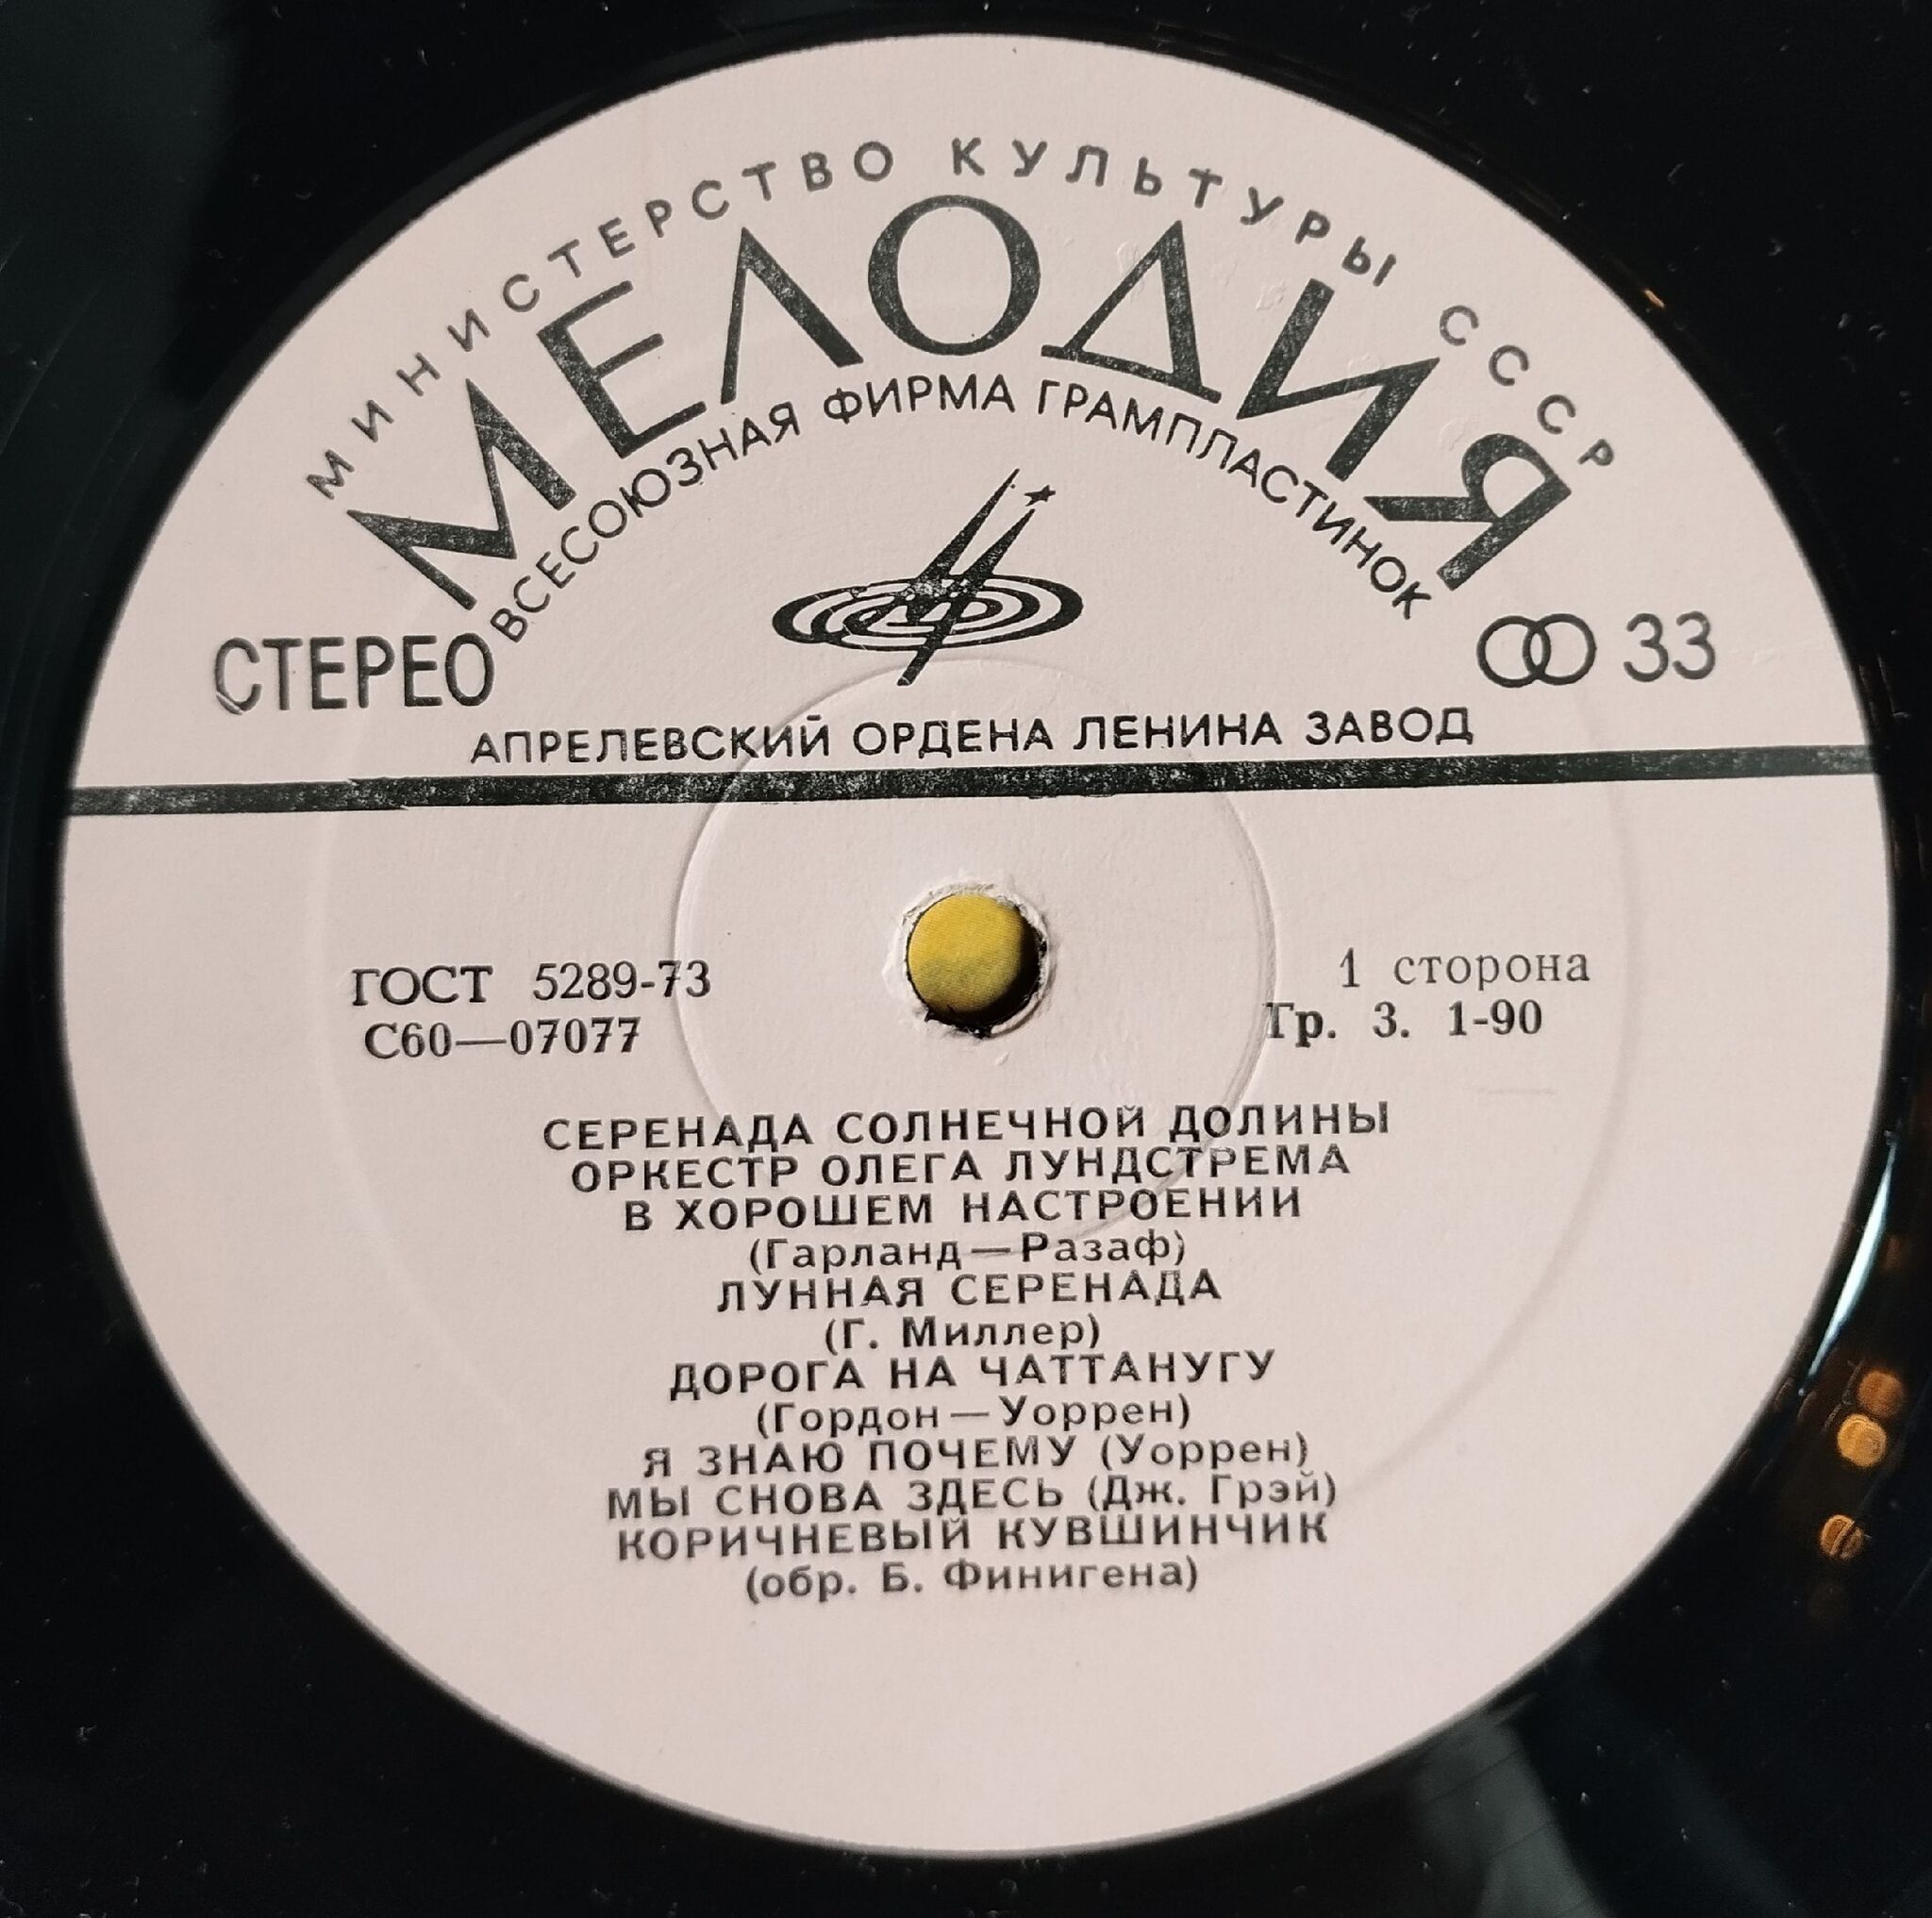 МИНИСТЕРСТВО КУЛЬТУРЫ СССР
МЕЛОДИЯ
ВСЕСОЮЗНАЯ ФИРМА ГРАМПЛАСТИНОК
СТЕРЕО
33
АПРЕЛЕВСКИЙ ОРДЕНА ЛЕНИНА ЗАВОД
ГОСТ 5289-73
1 сторона
С60—07077
Гр. 3. 1-90
СЕРЕНАДА СОЛНЕЧНОЙ ДОЛИНЫ
ОРКЕСТР ОЛЕГА ЛУНДСТРЕМА
В ХОРОШЕМ НАСТРОЕНИИ
(Гарланд—Разаф)
ЛУННАЯ СЕРЕНАДА
(Г. Миллер)
ДОРОГА НА ЧАТТАНУГУ
(Гордон—Уоррен)
Я ЗНАЮ ПОЧЕМУ (Уоррен)
МЫ СНОВА ЗДЕСЬ (Дж. Грэй)
КОРИЧНЕВЫЙ КУВШИНЧИК
(обр. Б. Финигена)